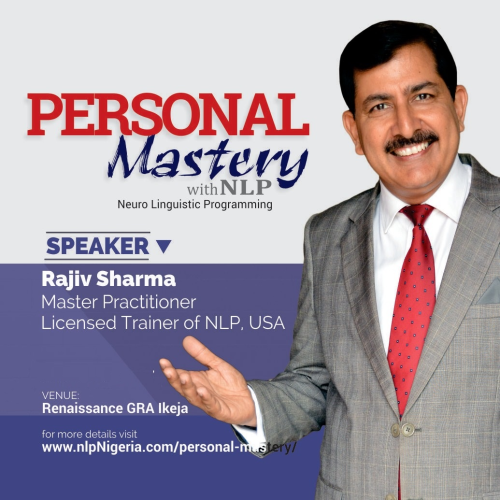 PERSONAL
Mastery
with NLP
Neuro Linguistic Programming
SPEAKER
Rajiv Sharma
Master Practitioner
Licensed Trainer of NLP, USA
VENUE:
Renaissance GRA Ikeja
for more details visit
www.nlpNigeria.com/personal-mastery/